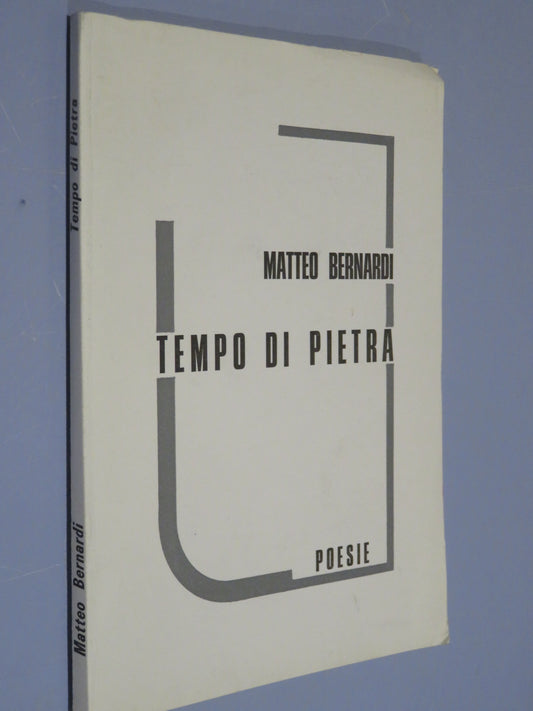 MATTEO BERNARDI
TEMPO DI PIETRA
POESIE
Tempo di Pietra
Matteo Bernardi